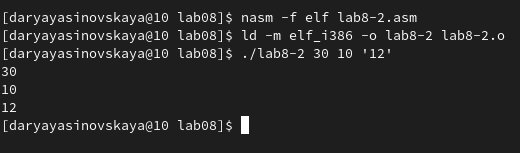 [daryayasinovskaya@10 lab08]$ nasm -f elf lab8-2.asm
[daryayasinovskaya@10 lab08]$ ld -m elf_i386 -o lab8-2 lab8-2.o
[daryayasinovskaya@10 lab08]$ ./lab8-2 30 10 '12'
30
10
12
[daryayasinovskaya@10 lab08]$